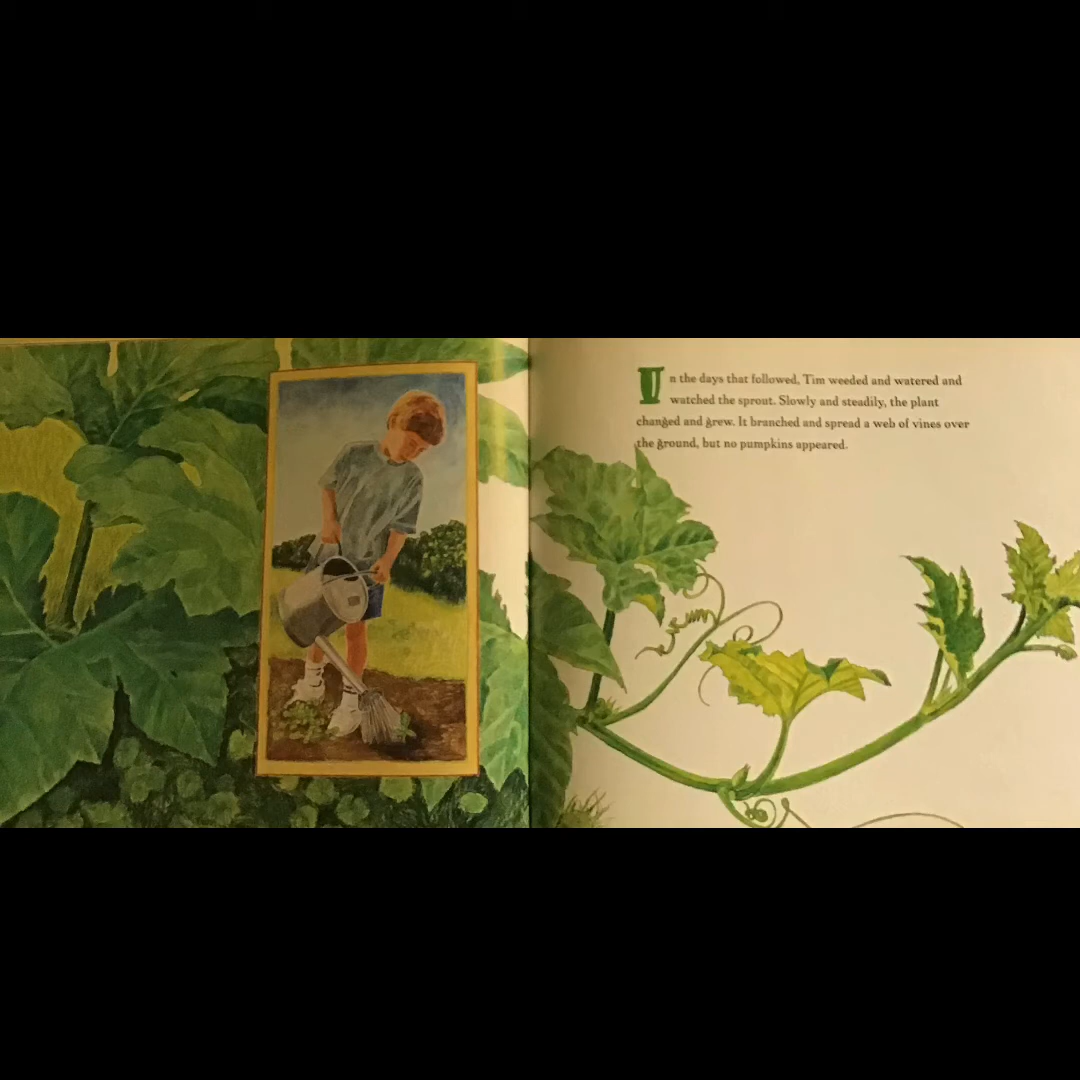 In the days that followed, Tim weeded and watered and
watched the sprout. Slowly and steadily, the plant
changed and grew. It branched and spread a web of vines over
the ground, but no pumpkins appeared.